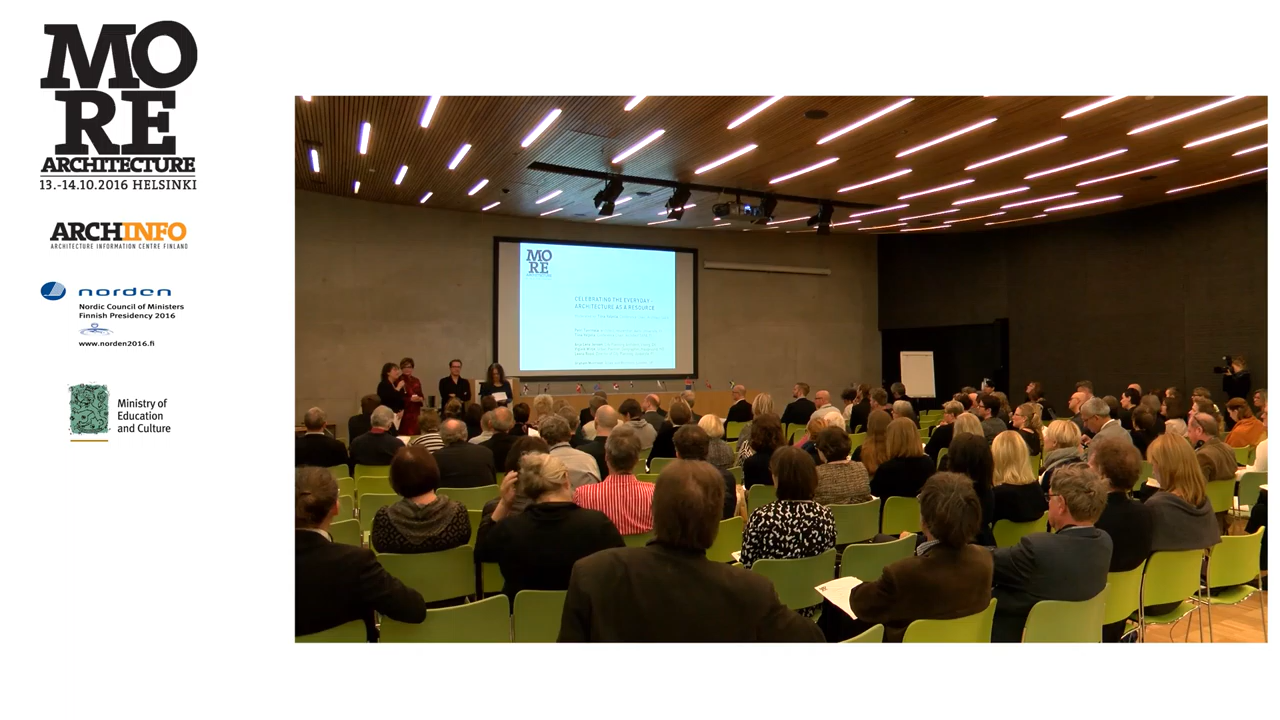 MO
RE
ARCHITECTURE
13.-14.10.2016 HELSINKI
ARCHINFO
ARCHITECTURE INFORMATION CENTRE FINLAND
norden
Nordic Council of Ministers
Finnish Presidency 2016
www.norden2016.fi
Ministry of
Education
and Culture
MO
RE
ARCHITECTURE
CELEBRATING THE EVERYDAY -
ARCHITECTURE AS A RESOURCE